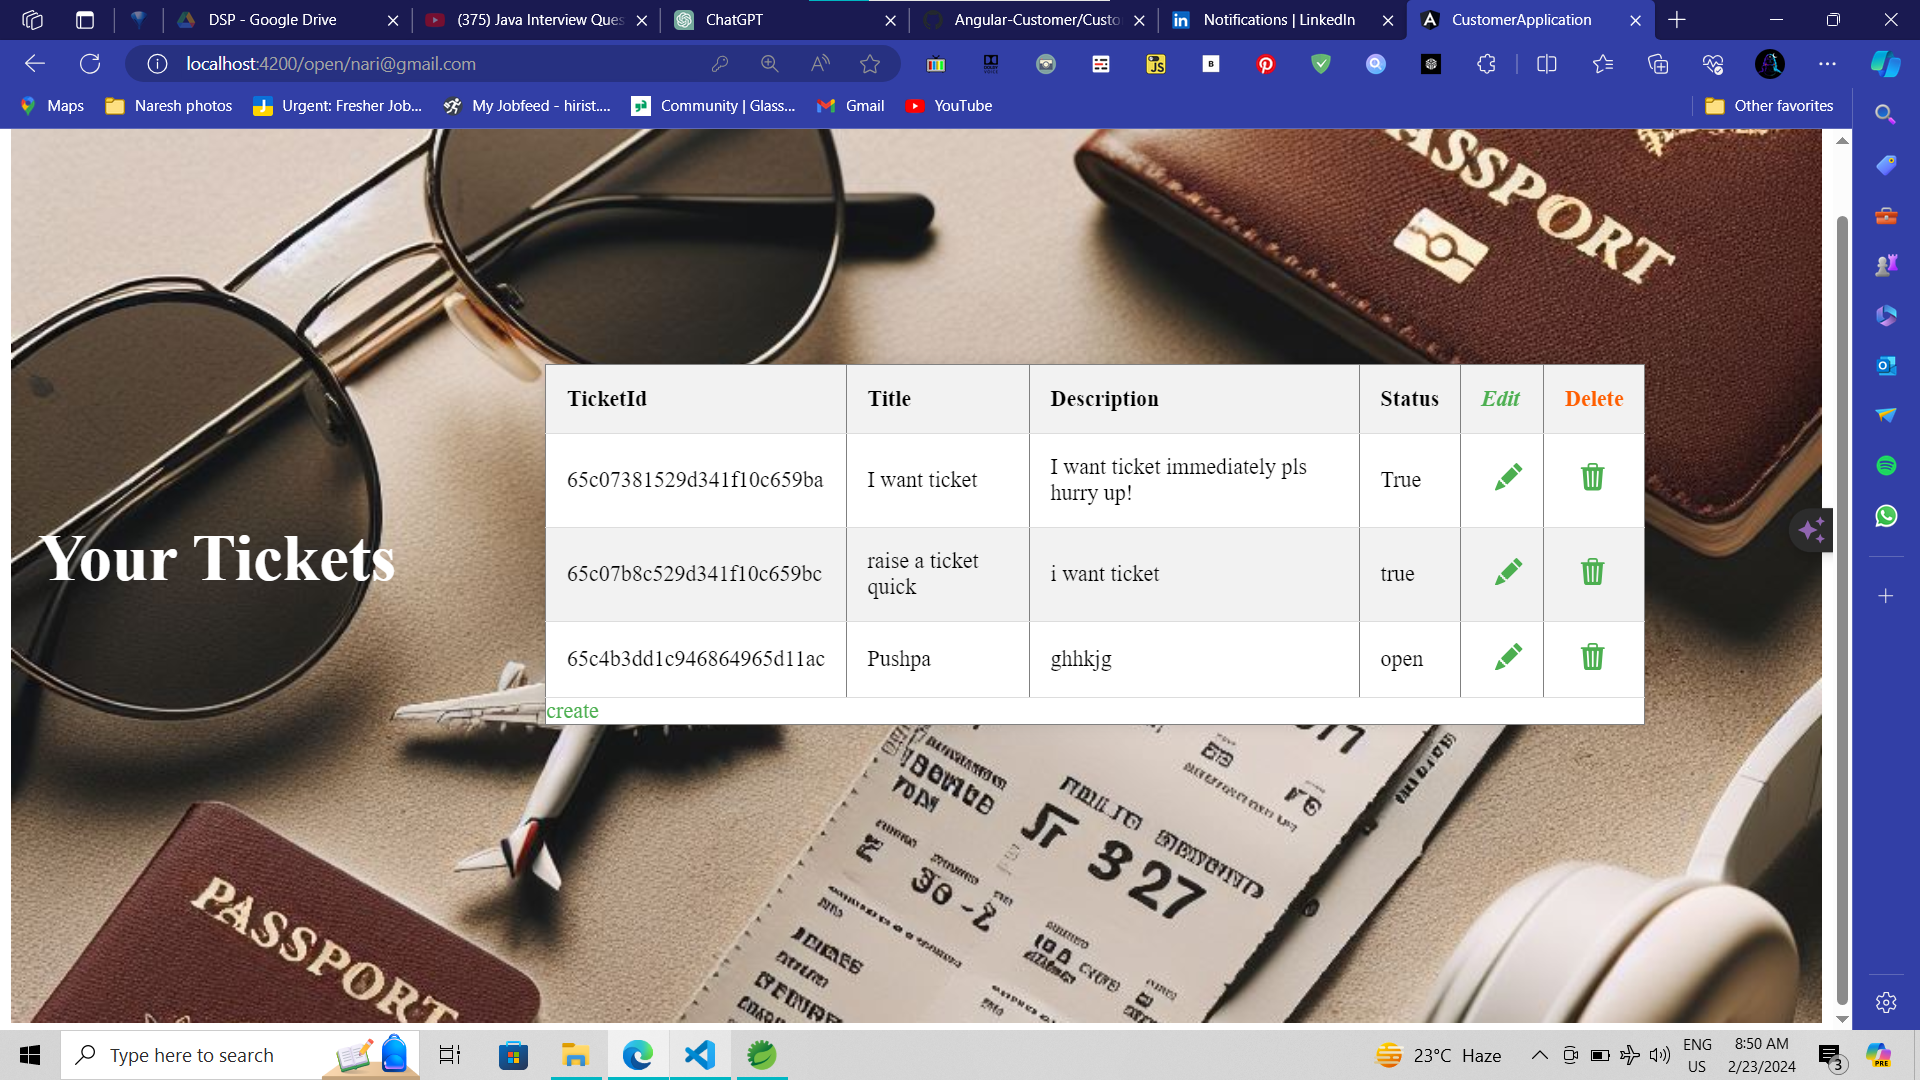 DSP - Google Drive
(375) Java Interview Ques
ChatGPT
Angular-Customer/Custo
Notifications | LinkedIn
CustomerApplication
localhost:4200/open/nari@gmail.com
Maps
Naresh photos
Urgent: Fresher Job...
My Jobfeed - hirist....
Community | Glass...
Gmail
YouTube
Other favorites
PASSPORT
Your Tickets
TicketId Title Description Status Edit Delete
65c07381529d341f10c659ba I want ticket I want ticket immediately pls
hurry up! True
65c07b8c529d341f10c659bc raise a ticket
quick i want ticket true
65c4b3dd1c946864965d11ac Pushpa ghhkjg open
create
327
PASSPORT
Type here to search
23°C Haze
ENG
US
8:50 AM
2/23/2024
3
PRE